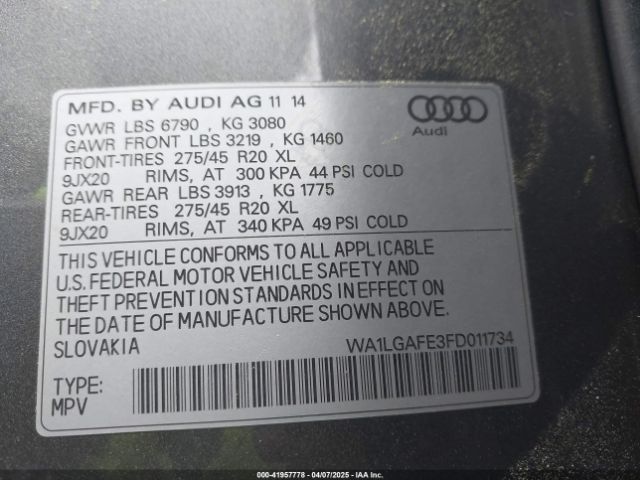 MFD. BY AUDI AG 11 14
GVWR LBS 6790 , KG 3080
GAWR FRONT LBS 3219 , KG 1460
FRONT-TIRES 275/45 R20 XL
9JX20 RIMS, AT 300 KPA 44 PSI COLD
GAWR REAR LBS 3913 , KG 1775
REAR-TIRES 275/45 R20 XL
9JX20 RIMS, AT 340 KPA 49 PSI COLD
Audi
THIS VEHICLE CONFORMS TO ALL APPLICABLE
U.S. FEDERAL MOTOR VEHICLE SAFETY AND
THEFT PREVENTION STANDARDS IN EFFECT ON
THE DATE OF MANUFACTURE SHOWN ABOVE.
SLOVAKIA WA1LGAFE3FD011734
TYPE:
MPV
000-41957778 - 04/07/2025 - IAA Inc.